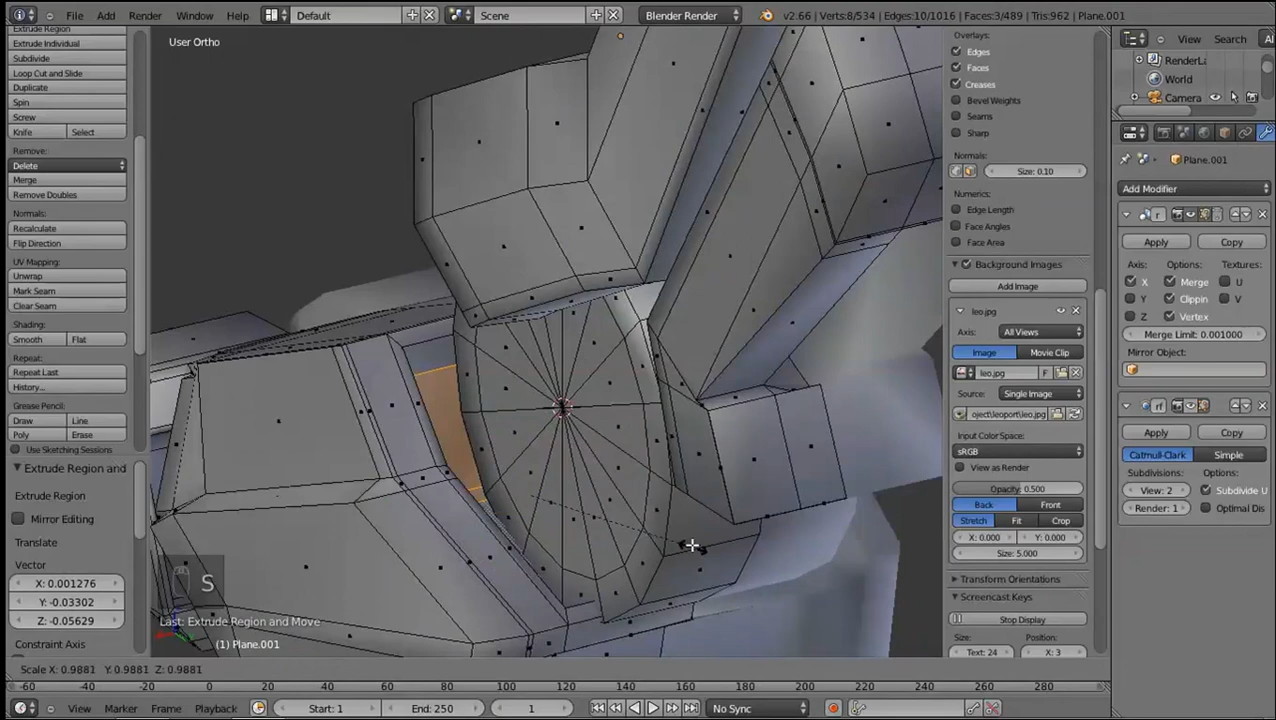 File Add Render Window Help Default Scene Blender Render v2.66 | Verts:8/534 | Edges:10/1016 | Faces:3/489 | Tris:962 | Plane.001
User Ortho
Extrude Region
Extrude Individual
Subdivide
Loop Cut and Slide
Duplicate
Spin
Screw
Knife Select
Remove:
Delete
Merge
Remove Doubles
Normals:
Recalculate
Flip Direction
UV Mapping:
Unwrap
Mark Seam
Clear Seam
Shading:
Smooth Flat
Repeat:
Repeat Last
History...
Grease Pencil:
Draw Line
Poly Erase
Use Sketching Sessions
Extrude Region and
Extrude Region
Mirror Editing
Translate
Vector
X: 0.001276
Y: -0.03302
Z: -0.05629
Constraint Axis
S
Last: Extrude Region and Move
(1) Plane.001
Overlays:
Edges
Faces
Creases
Bevel Weights
Seams
Sharp
Normals:
Size: 0.10
Numerics:
Edge Length
Face Angles
Face Area
Background Images
Add Image
leo.jpg
Axis: All Views
Image Movie Clip
leo.jpg F
Source: Single Image
oject\leoport\leo.jpg
Input Color Space:
sRGB
View as Render
Opacity: 0.500
Back Front
Stretch Fit Crop
X: 0.000 Y: 0.000
Size: 5.000
Transform Orientations
Screencast Keys
Stop Display
Size: Position:
Text: 24 X: 3
View Search Al
RenderLa
World
Camera
Plane.001
Add Modifier
r
Apply Copy
Axis: Options: Textures:
X Merge U
Y Clippin V
Z Vertex
Merge Limit: 0.001000
Mirror Object:
rf
Apply Copy
Catmull-Clark Simple
Subdivisions: Options:
View: 2 Subdivide U
Render: 1 Optimal Dis
Scale X: 0.9881 Y: 0.9881 Z: 0.9881
-60 -40 -20 0 20 40 60 80 100 120 140 160 180 200 220 240 260 280
View Marker Frame Playback Start: 1 End: 250 1 No Sync